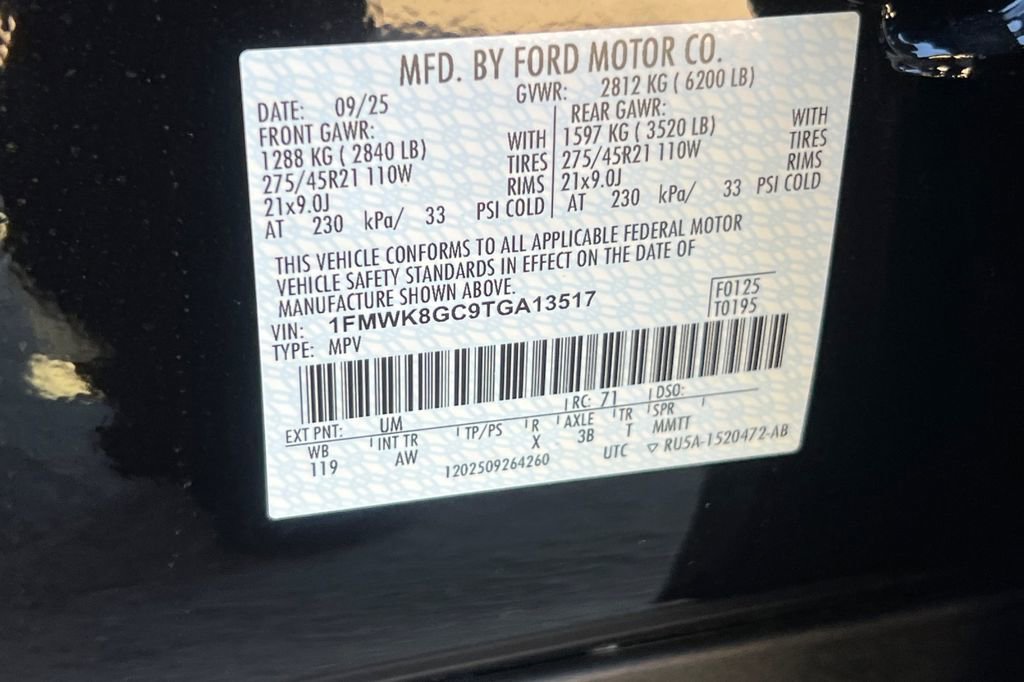 MFD. BY FORD MOTOR CO.
DATE: 09/25 GVWR: 2812 KG ( 6200 LB)
FRONT GAWR: REAR GAWR:
1288 KG ( 2840 LB) WITH 1597 KG ( 3520 LB) WITH
275/45R21 110W TIRES 275/45R21 110W TIRES
21x9.0J RIMS 21x9.0J RIMS
AT 230 kPa/ 33 PSI COLD AT 230 kPa/ 33 PSI COLD
THIS VEHICLE CONFORMS TO ALL APPLICABLE FEDERAL MOTOR
VEHICLE SAFETY STANDARDS IN EFFECT ON THE DATE OF
MANUFACTURE SHOWN ABOVE.
VIN: 1FMWK8GC9TGA13517 F0125
TYPE: MPV T0195
EXT PNT: UM RC: 71 DSO:
WB INT TR TP/PS R AXLE TR SPR
119 AW X 3B T MMTT
1202509264260 UTC ▽ RU5A-1520472-AB